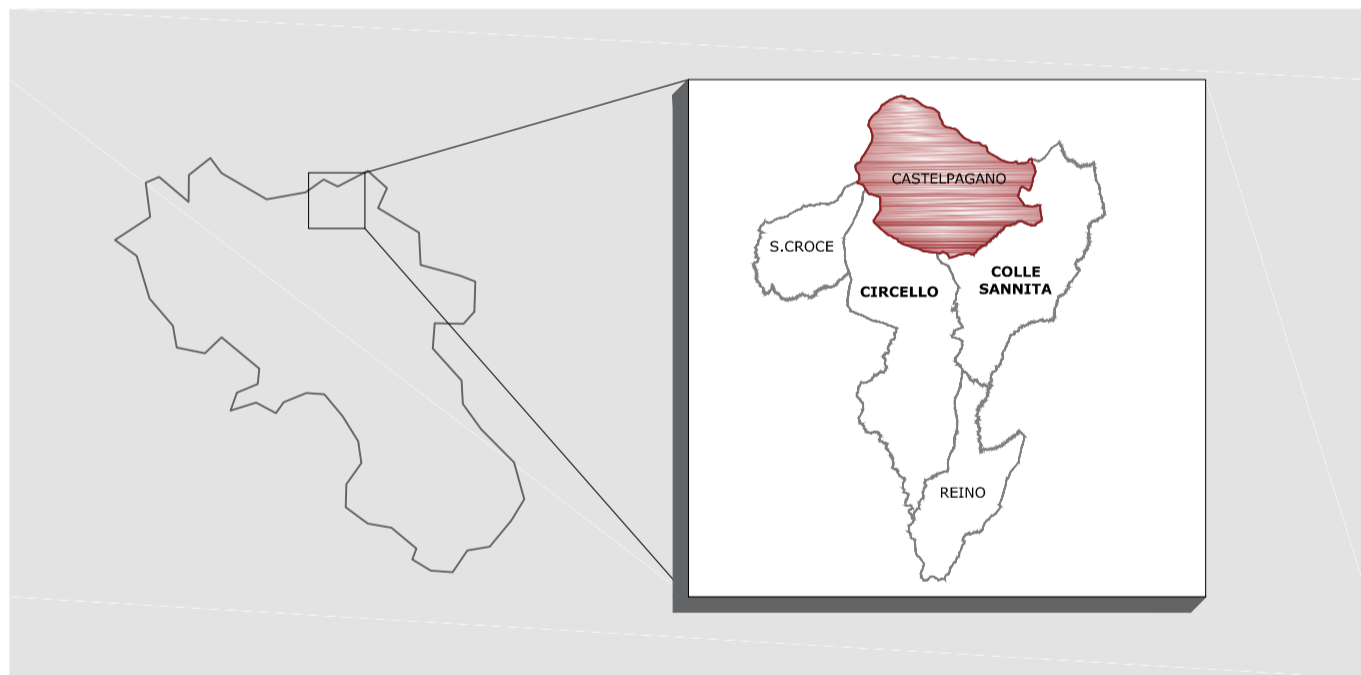 CASTELPAGANO
S.CROCE
CIRCELLO
COLLE
SANNITA
REINO